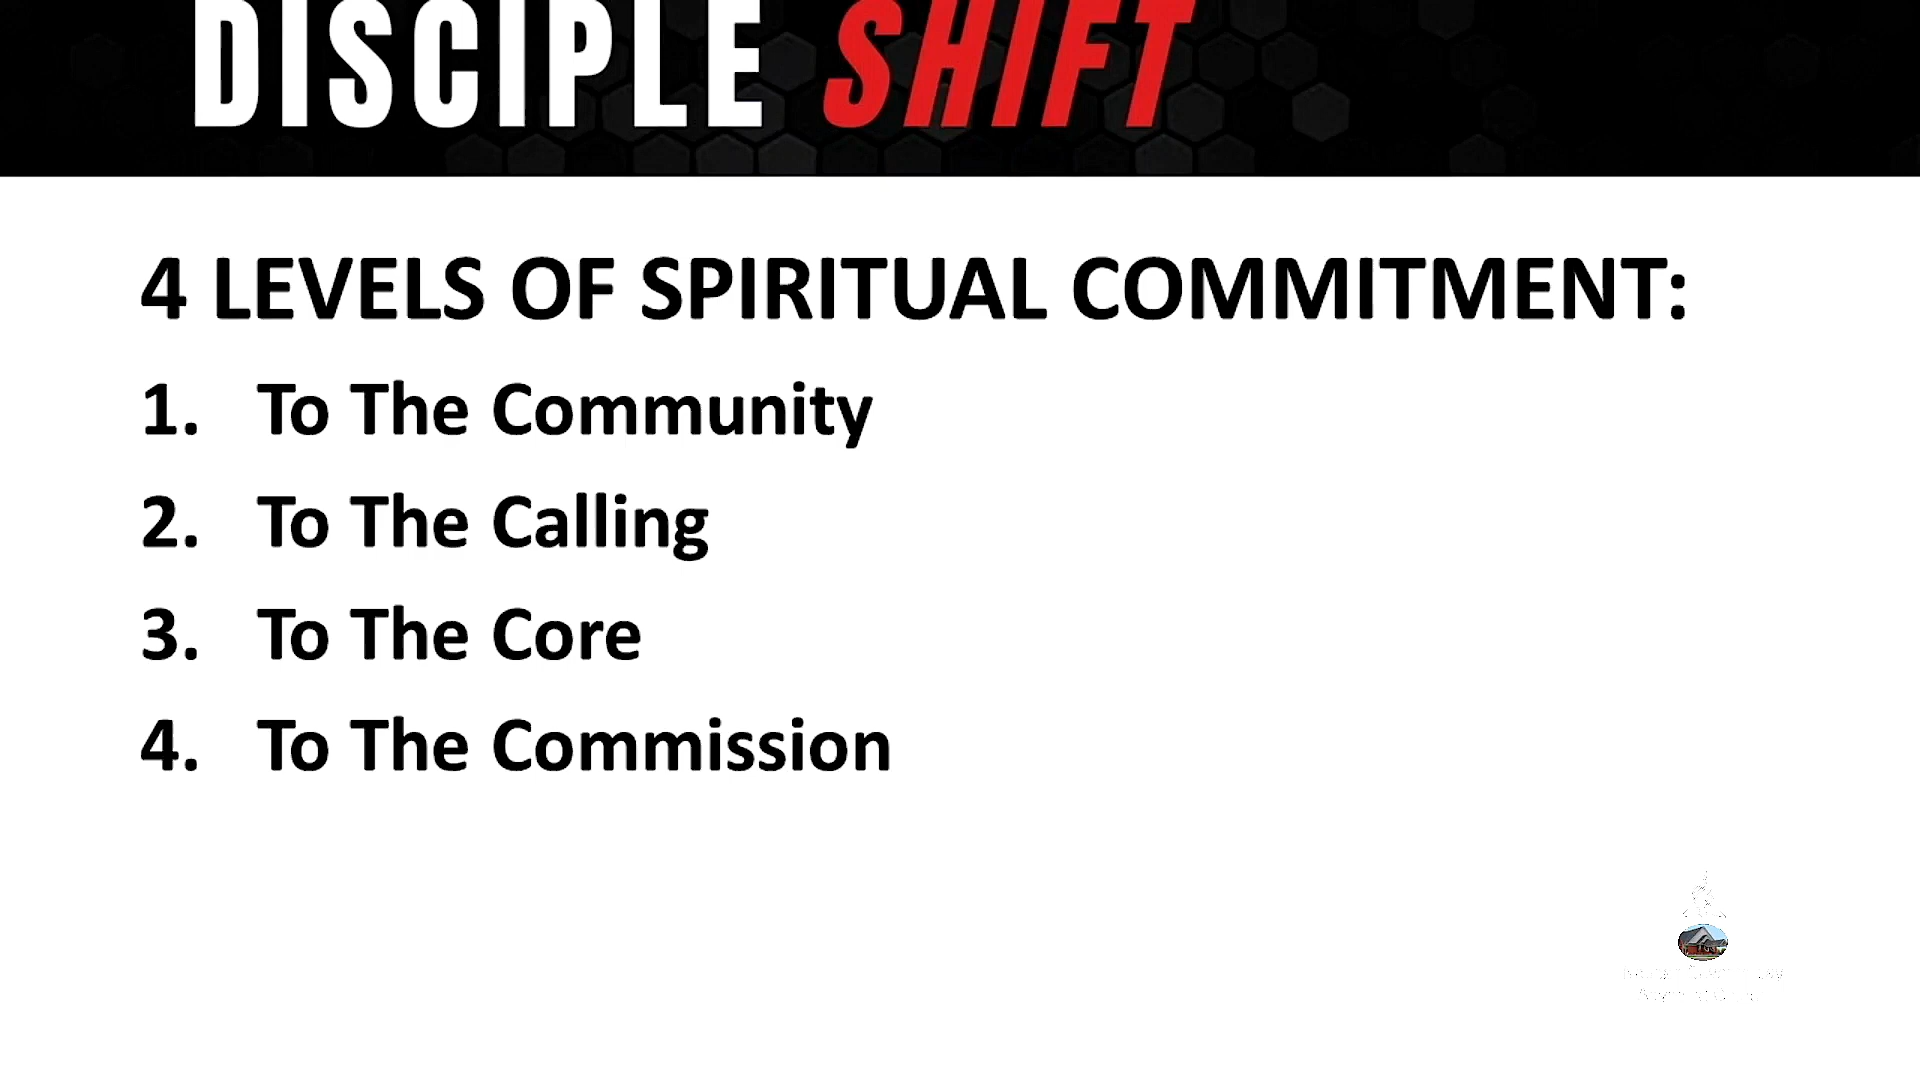 DISCIPLE SHIFT
4 LEVELS OF SPIRITUAL COMMITMENT:
1. To The Community
2. To The Calling
3. To The Core
4. To The Commission